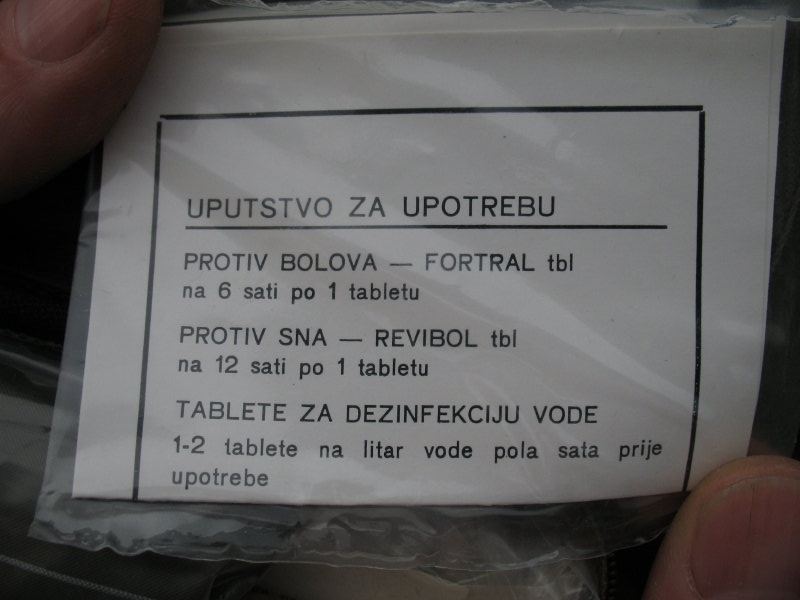 UPUTSTVO ZA UPOTREBU
PROTIV BOLOVA — FORTRAL tbl
na 6 sati po 1 tabletu
PROTIV SNA — REVIBOL tbl
na 12 sati po 1 tabletu
TABLETE ZA DEZINFEKCIJU VODE
1-2 tablete na litar vode pola sata prije
upotrebe